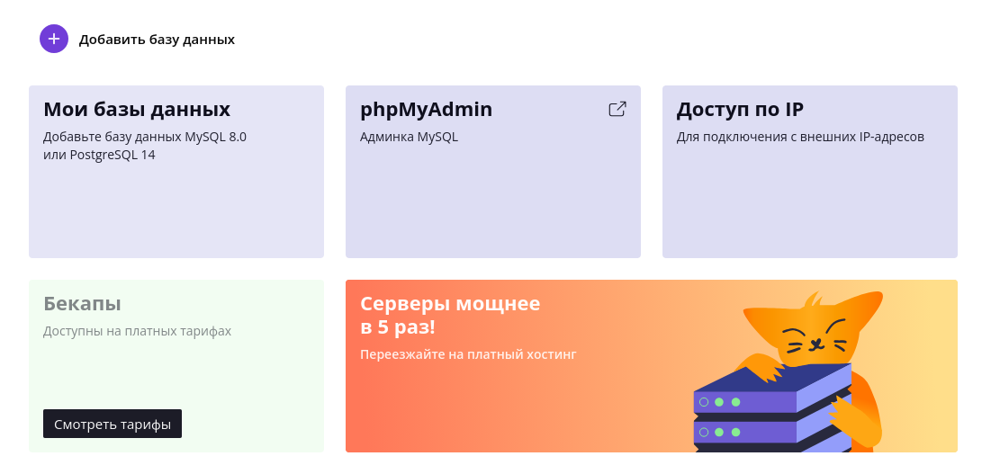 Добавить базу данных
Мои базы данных
Добавьте базу данных MySQL 8.0
или PostgreSQL 14
phpMyAdmin
Админка MySQL
Доступ по IP
Для подключения с внешних IP-адресов
Бекапы
Доступны на платных тарифах
Смотреть тарифы
Серверы мощнее
в 5 раз!
Переезжайте на платный хостинг